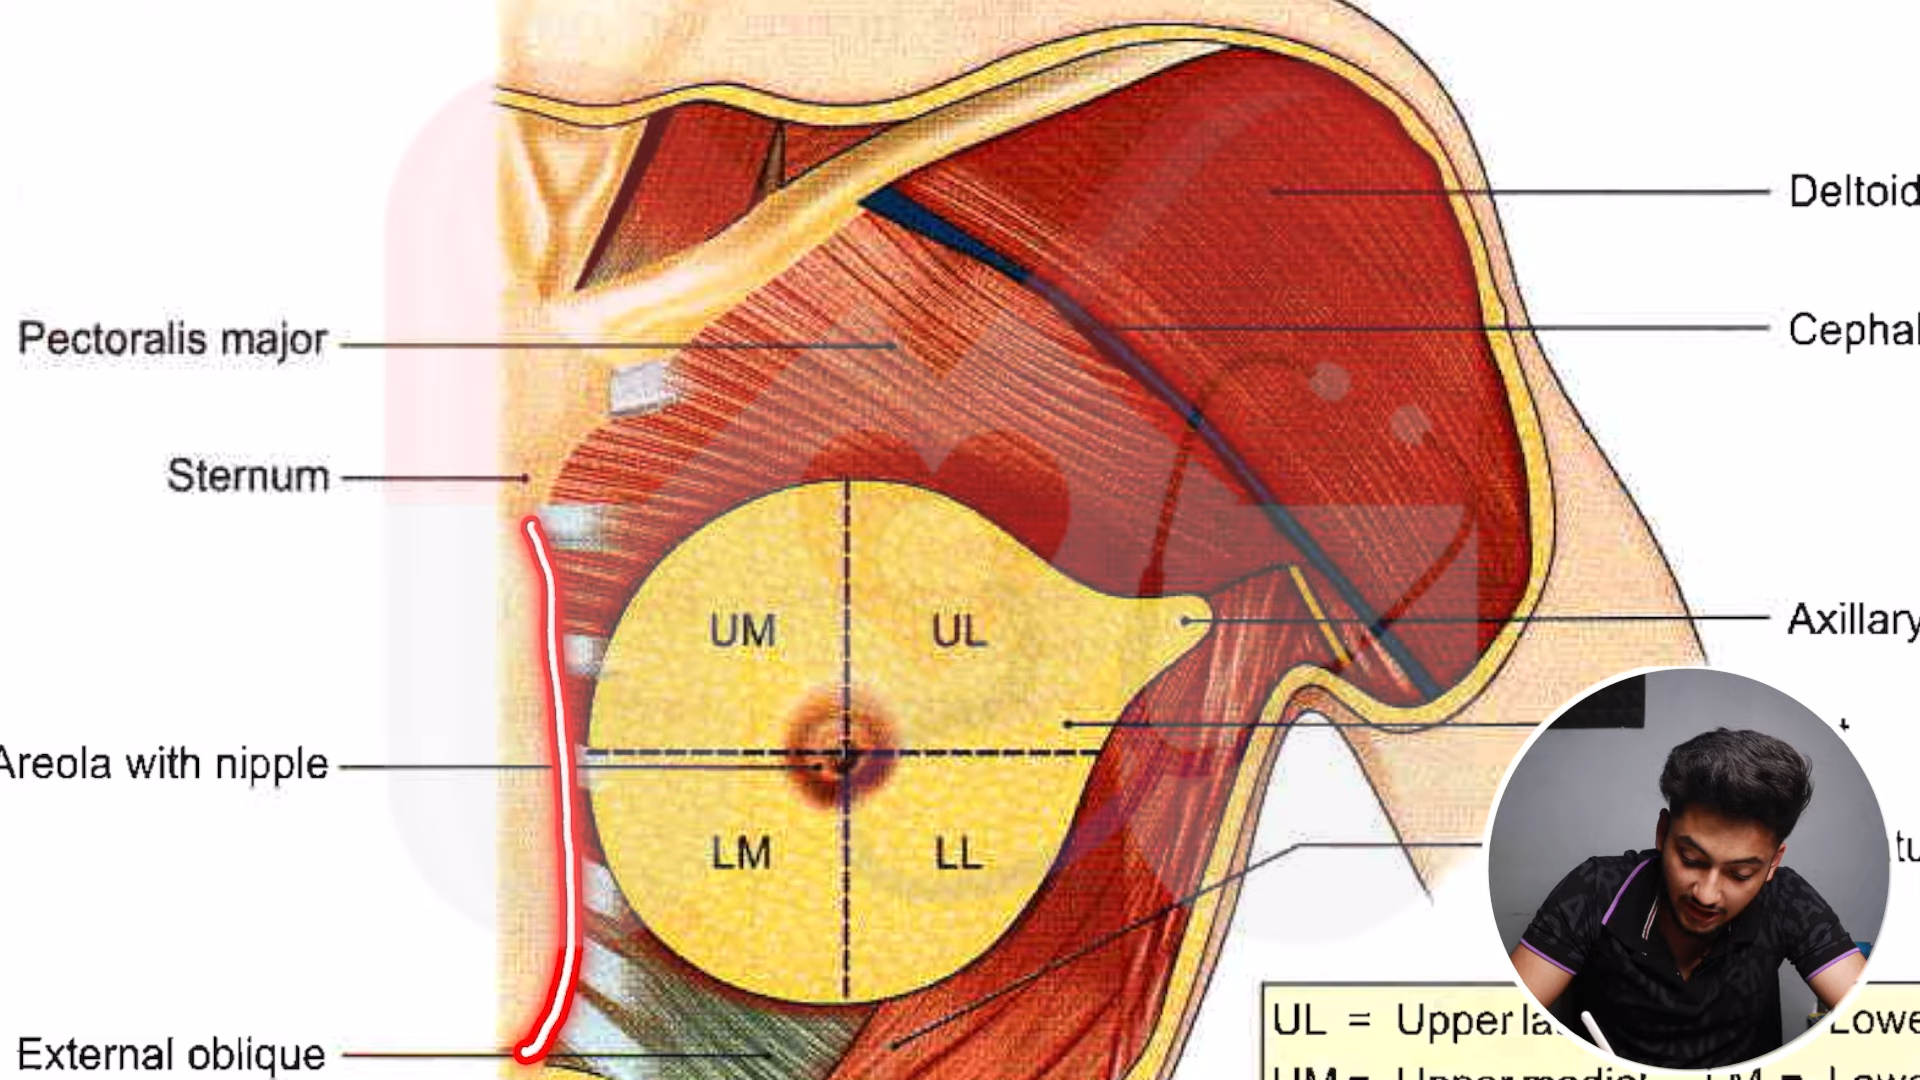 Deltoid
Cephal
Pectoralis major
Sternum
UM UL
Axillary
Areola with nipple
LM LL
External oblique
UL = Upper la
Lowe
UM =